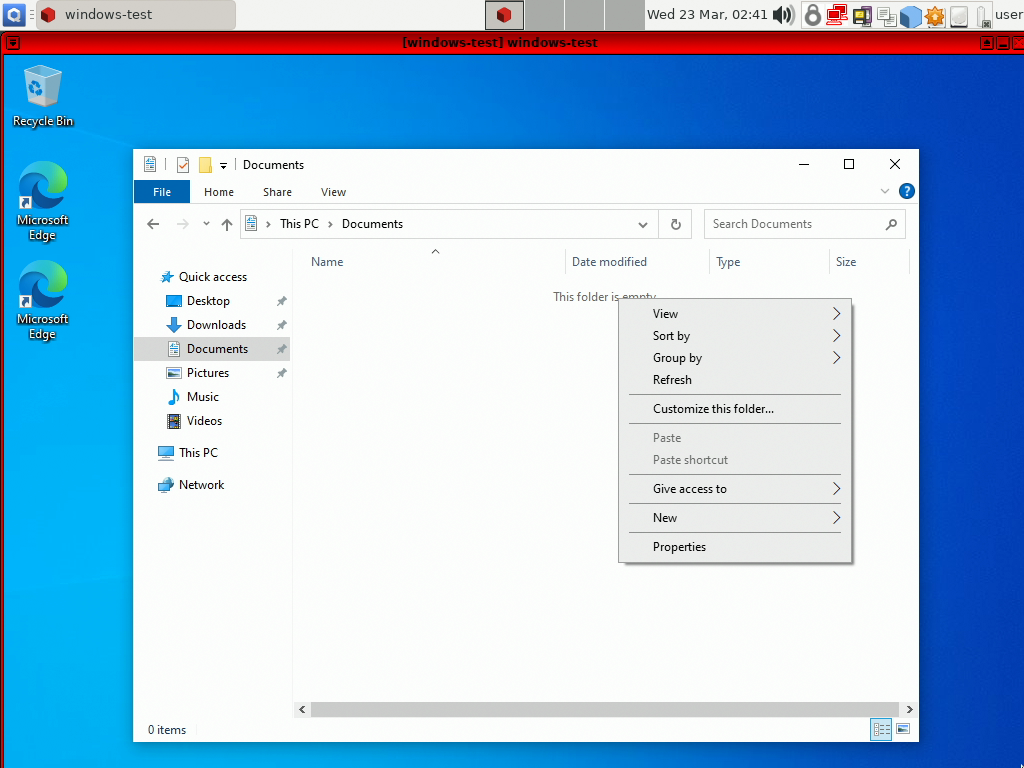 windows-test
Wed 23 Mar, 02:41
user
[windows-test] windows-test
Recycle Bin
Microsoft
Edge
Microsoft
Edge
Documents
File Home Share View
This PC Documents
Search Documents
Name Date modified Type Size
This folder is empty.
Quick access
Desktop
Downloads
Documents
Pictures
Music
Videos
This PC
Network
View
Sort by
Group by
Refresh
Customize this folder...
Paste
Paste shortcut
Give access to
New
Properties
0 items